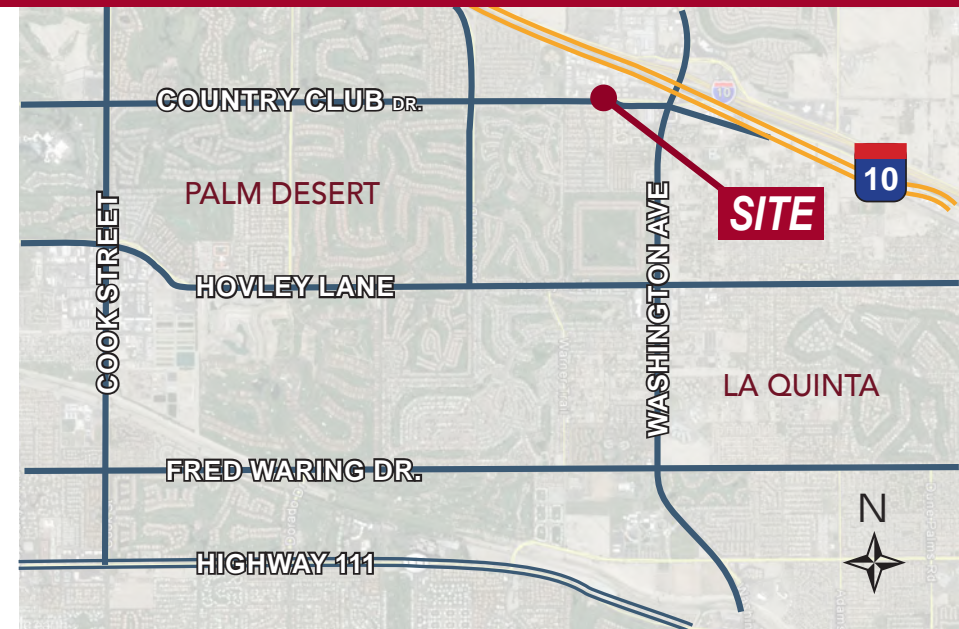 COUNTRY CLUB DR.
10
10
PALM DESERT
SITE
COOK STREET
WASHINGTON AVE
HOVLEY LANE
LA QUINTA
FRED WARING DR.
N
HIGHWAY 111